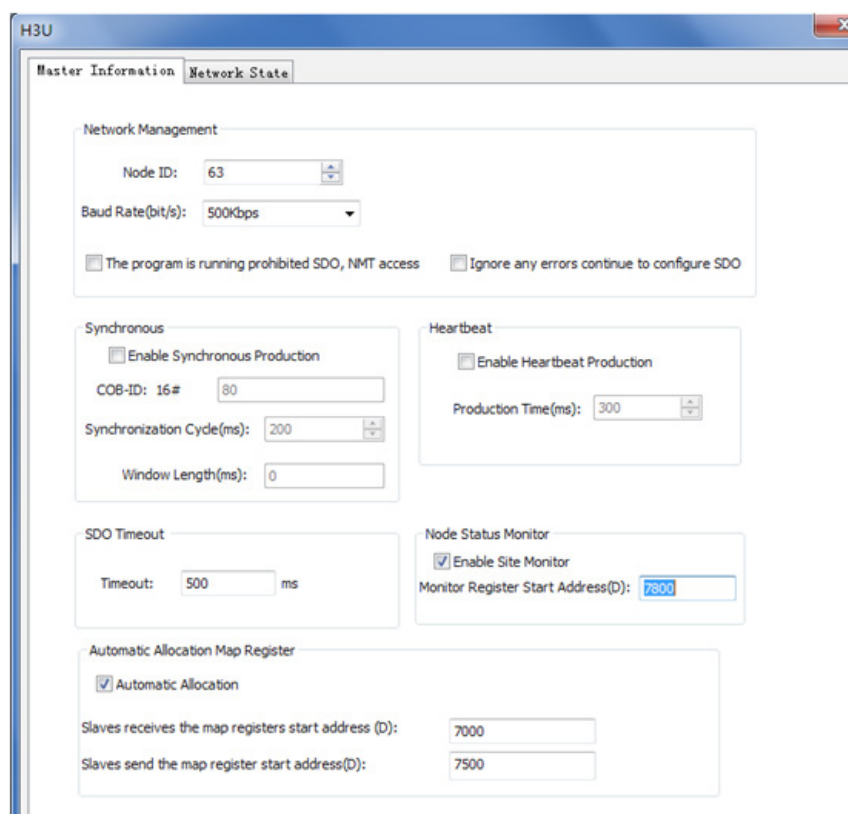 H3U
Master Information Network State
Network Management
Node ID: 63
Baud Rate(bit/s): 500Kbps
The program is running prohibited SDO, NMT access Ignore any errors continue to configure SDO
Synchronous
Enable Synchronous Production
COB-ID: 16# 80
Synchronization Cycle(ms): 200
Window Length(ms): 0
Heartbeat
Enable Heartbeat Production
Production Time(ms): 300
SDO Timeout
Timeout: 500 ms
Node Status Monitor
Enable Site Monitor
Monitor Register Start Address(D): 7800
Automatic Allocation Map Register
Automatic Allocation
Slaves receives the map registers start address (D): 7000
Slaves send the map register start address(D): 7500